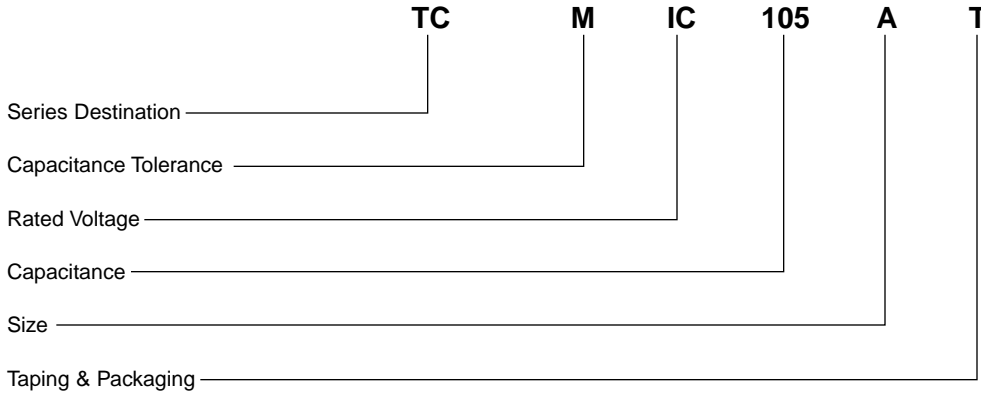 TC M IC 105 A T
Series Destination
Capacitance Tolerance
Rated Voltage
Capacitance
Size
Taping & Packaging